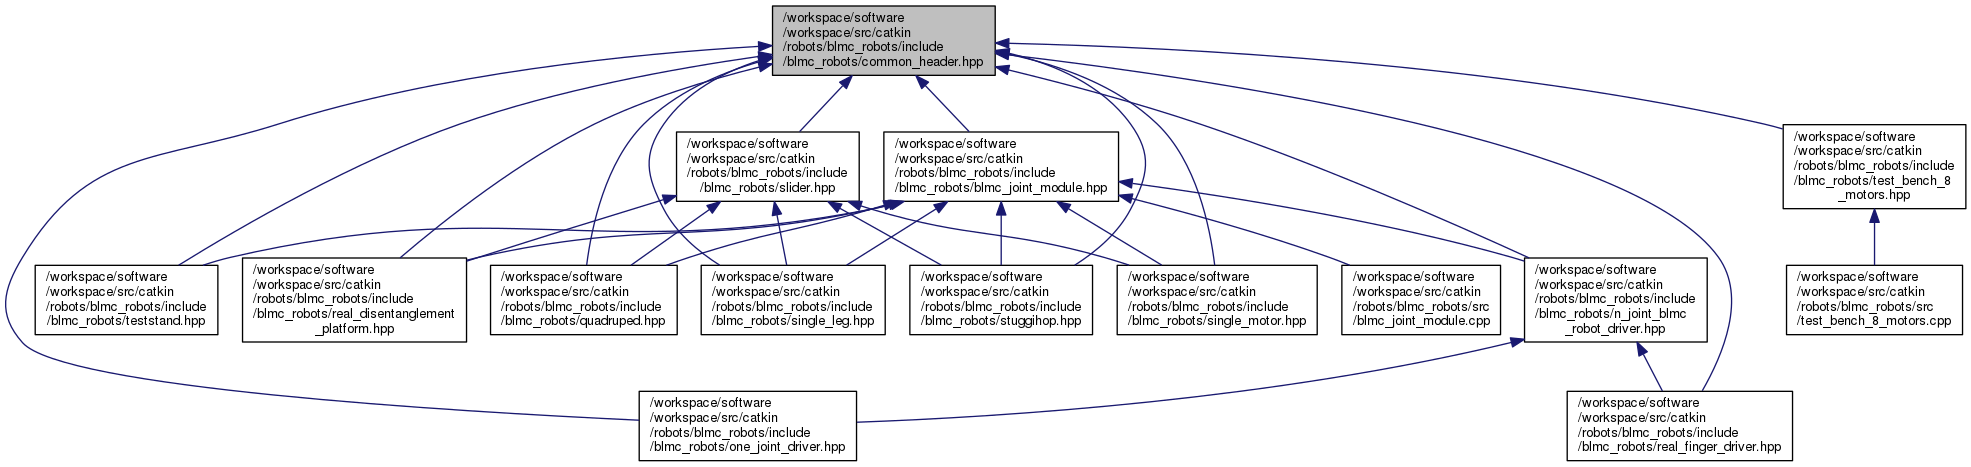 /workspace/software
/workspace/src/catkin
/robots/blmc_robots/include
/blmc_robots/common_header.hpp
/workspace/software
/workspace/src/catkin
/robots/blmc_robots/include
/blmc_robots/slider.hpp
/workspace/software
/workspace/src/catkin
/robots/blmc_robots/include
/blmc_robots/blmc_joint_module.hpp
/workspace/software
/workspace/src/catkin
/robots/blmc_robots/include
/blmc_robots/test_bench_8
_motors.hpp
/workspace/software
/workspace/src/catkin
/robots/blmc_robots/include
/blmc_robots/teststand.hpp
/workspace/software
/workspace/src/catkin
/robots/blmc_robots/include
/blmc_robots/real_disentanglement
_platform.hpp
/workspace/software
/workspace/src/catkin
/robots/blmc_robots/include
/blmc_robots/quadruped.hpp
/workspace/software
/workspace/src/catkin
/robots/blmc_robots/include
/blmc_robots/single_leg.hpp
/workspace/software
/workspace/src/catkin
/robots/blmc_robots/include
/blmc_robots/stuggihop.hpp
/workspace/software
/workspace/src/catkin
/robots/blmc_robots/include
/blmc_robots/single_motor.hpp
/workspace/software
/workspace/src/catkin
/robots/blmc_robots/src
/blmc_joint_module.cpp
/workspace/software
/workspace/src/catkin
/robots/blmc_robots/include
/blmc_robots/n_joint_blmc
_robot_driver.hpp
/workspace/software
/workspace/src/catkin
/robots/blmc_robots/src
/test_bench_8_motors.cpp
/workspace/software
/workspace/src/catkin
/robots/blmc_robots/include
/blmc_robots/one_joint_driver.hpp
/workspace/software
/workspace/src/catkin
/robots/blmc_robots/include
/blmc_robots/real_finger_driver.hpp